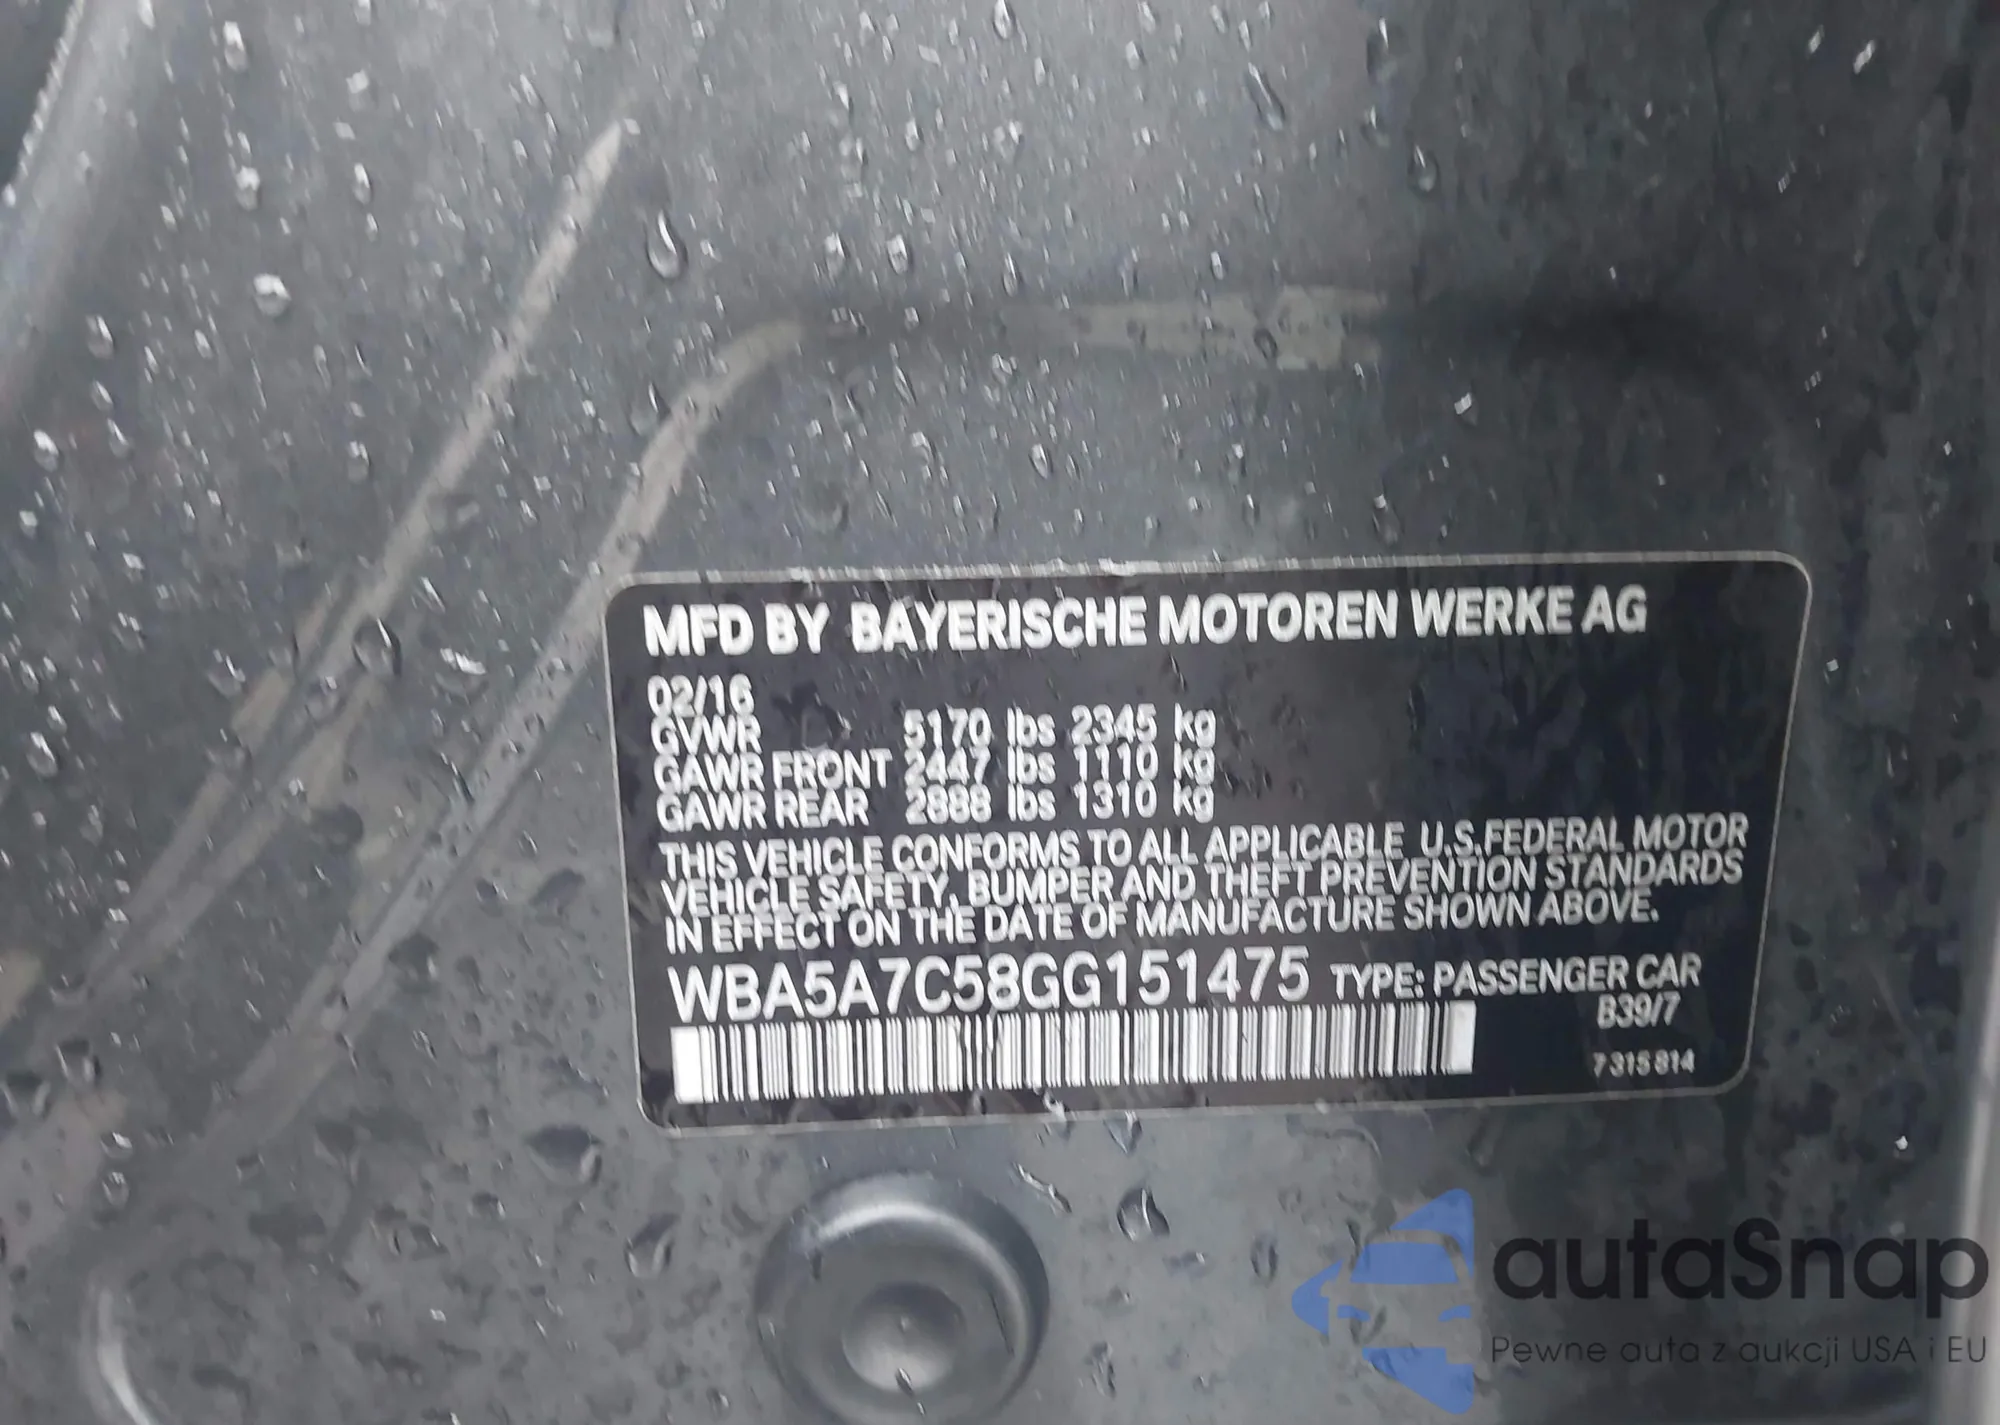 MFD BY BAYERISCHE MOTOREN WERKE AG
02/16
GVWR 5170 lbs 2345 kg
GAWR FRONT 2447 lbs 1110 kg
GAWR REAR 2888 lbs 1310 kg
THIS VEHICLE CONFORMS TO ALL APPLICABLE U.S.FEDERAL MOTOR
VEHICLE SAFETY, BUMPER AND THEFT PREVENTION STANDARDS
IN EFFECT ON THE DATE OF MANUFACTURE SHOWN ABOVE.
WBA5A7C58GG151475 TYPE: PASSENGER CAR
B39/7
7 315 814
autaSnap
Pewne auta z aukcji USA i EU